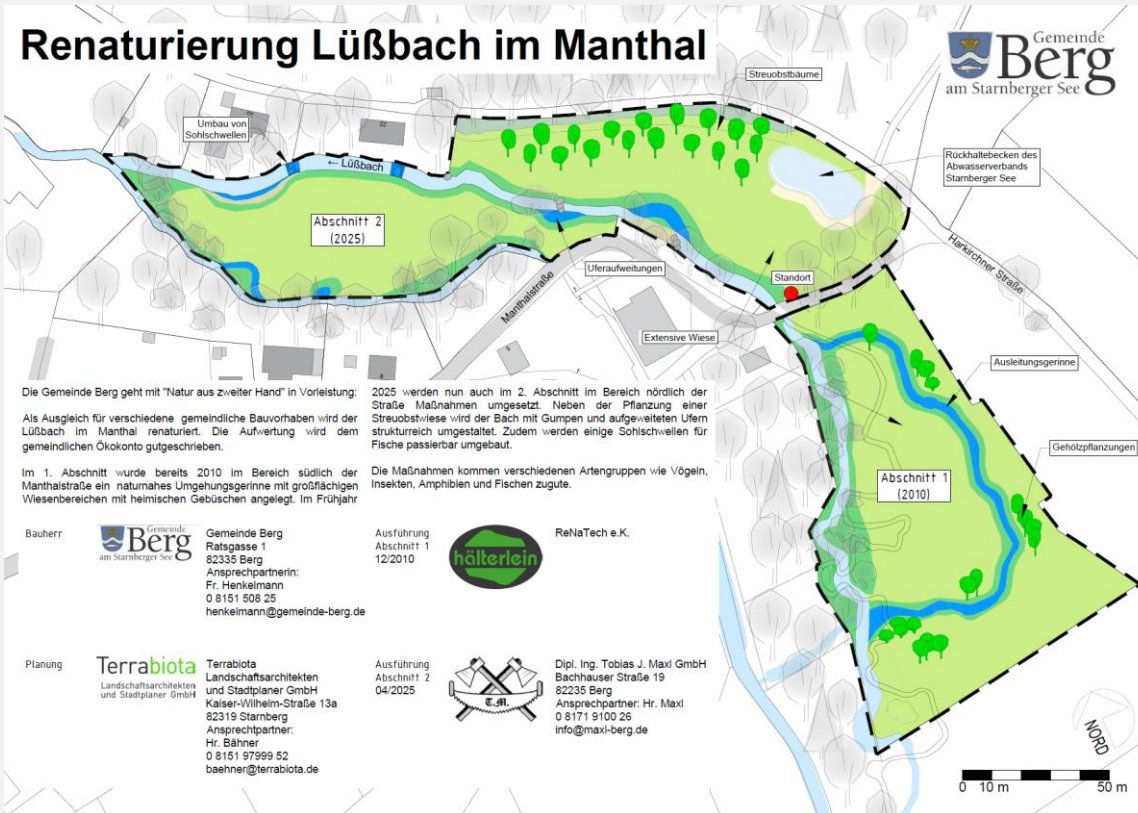 Renaturierung Lüßbach im Manthal
Gemeinde
Berg
am Starnberger See
Streuobstbäume
Umbau von
Sohlschwellen
22
← Lüßbach
Rückhaltebecken des
Abwasserverbands
Starnberger See
Abschnitt 2
(2025)
Harkirchner Straße
Uferaufweitungen
Standort
Manthalstraße
Extensive Wiese
Ausleitungsgerinne
Gehölzpflanzungen
Abschnitt 1
(2010)
Die Gemeinde Berg geht mit "Natur aus zweiter Hand" in Vorleistung:
Als Ausgleich für verschiedene gemeindliche Bauvorhaben wird der
Lüßbach im Manthal renaturiert. Die Aufwertung wird dem
gemeindlichen Ökokonto gutgeschrieben.
Im 1. Abschnitt wurde bereits 2010 im Bereich südlich der
Manthalstraße ein naturnahes Umgehungsgerinne mit großflächigen
Wiesenbereichen mit heimischen Gebüschen angelegt. Im Frühjahr
2025 werden nun auch im 2. Abschnitt im Bereich nördlich der
Straße Maßnahmen umgesetzt. Neben der Pflanzung einer
Streuobstwiese wird der Bach mit Gumpen und aufgeweiteten Ufern
strukturreich umgestaltet. Zudem werden einige Sohlschwellen für
Fische passierbar umgebaut.
Die Maßnahmen kommen verschiedenen Artengruppen wie Vögeln,
Insekten, Amphibien und Fischen zugute.
Bauherr
Gemeinde
Berg
am Starnberger See
Gemeinde Berg
Ratsgasse 1
82335 Berg
Ansprechpartnerin:
Fr. Henkelmann
0 8151 508 25
henkelmann@gemeinde-berg.de
Ausführung
Abschnitt 1
12/2010
hälterlein
ReNaTech e.K.
Planung
Terrabiota
Landschaftsarchitekten
und Stadtplaner GmbH
Terrabiota
Landschaftsarchitekten
und Stadtplaner GmbH
Kaiser-Wilhelm-Straße 13a
82319 Starnberg
Ansprechtpartner:
Hr. Bähner
0 8151 97999 52
baehner@terrabiota.de
Ausführung
Abschnitt 2
04/2025
T.M.
Dipl. Ing. Tobias J. Maxl GmbH
Bachhauser Straße 19
82235 Berg
Ansprechpartner: Hr. Maxl
0 8171 9100 26
info@maxl-berg.de
NORD
0 10 m 50 m